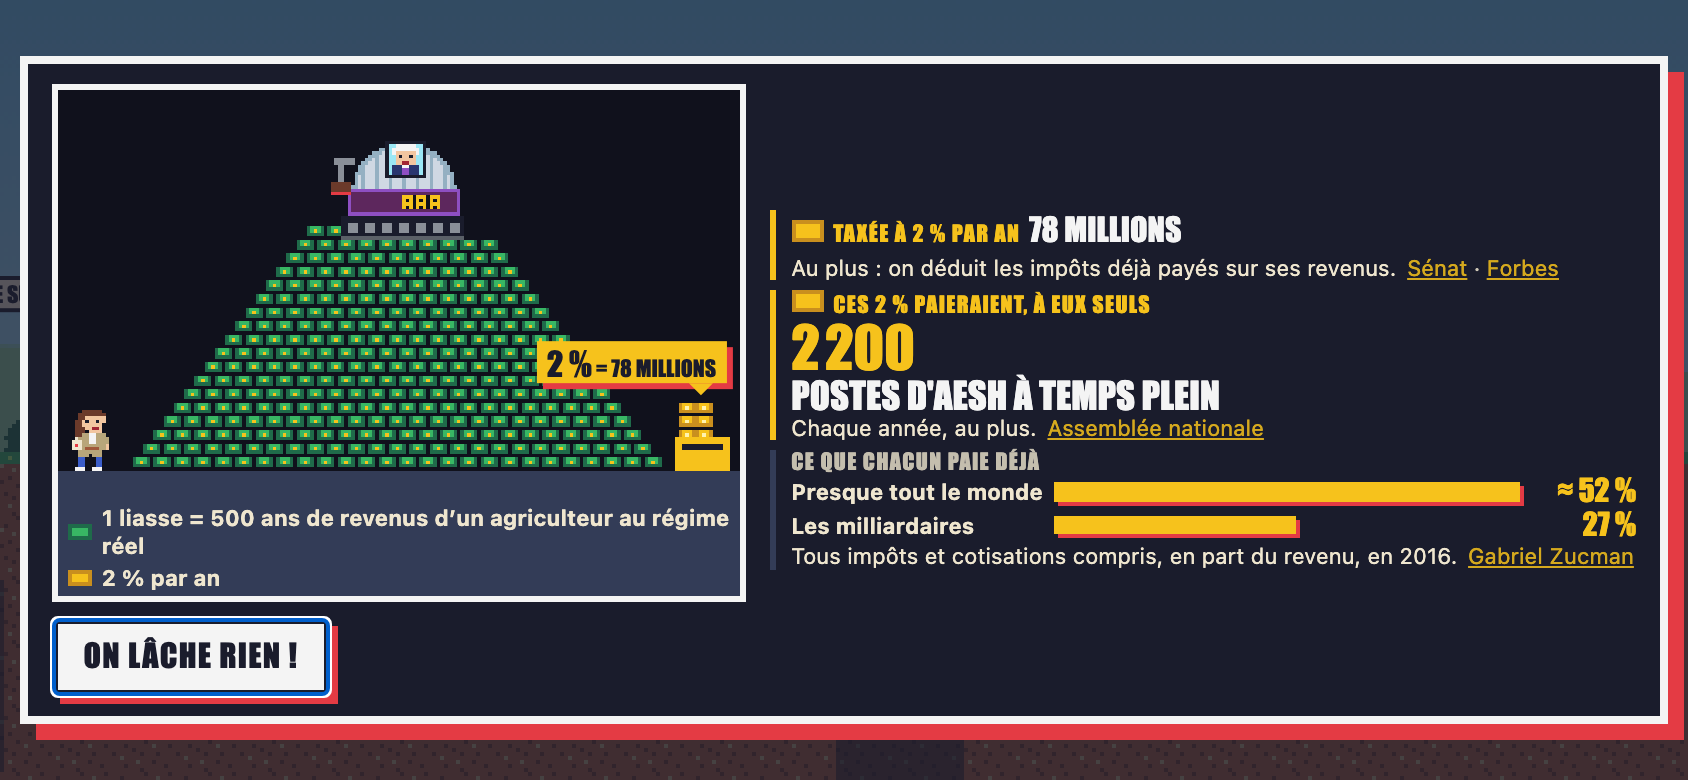 AAA
2 % = 78 MILLIONS
1 liasse = 500 ans de revenus d’un agriculteur au régime
réel
2 % par an
ON LÂCHE RIEN !
TAXÉE À 2 % PAR AN 78 MILLIONS
Au plus : on déduit les impôts déjà payés sur ses revenus. Sénat · Forbes
CES 2 % PAIERAIENT, À EUX SEULS
2 200
POSTES D'AESH À TEMPS PLEIN
Chaque année, au plus. Assemblée nationale
CE QUE CHACUN PAIE DÉJÀ
Presque tout le monde ≈ 52 %
Les milliardaires 27 %
Tous impôts et cotisations compris, en part du revenu, en 2016. Gabriel Zucman